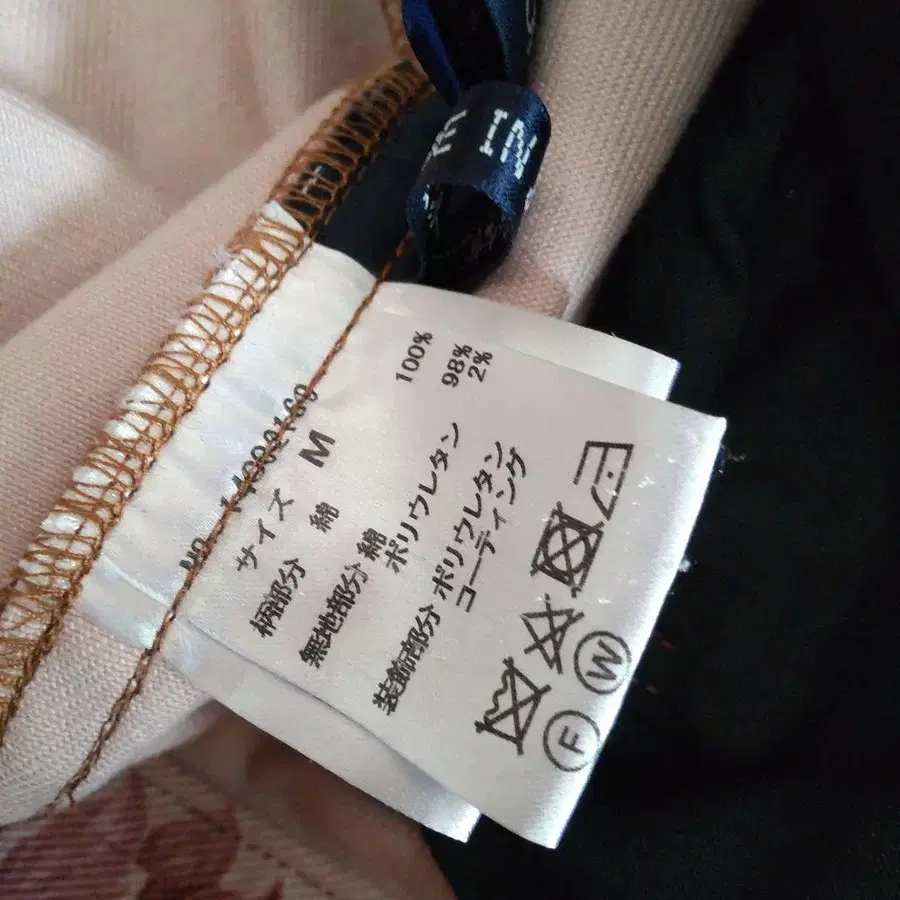 NO.
サイズ M
柄部分 綿 100%
無地部分 綿 98%
ポリウレタン 2%
装飾部分 ポリウレタン
コーティング
F W